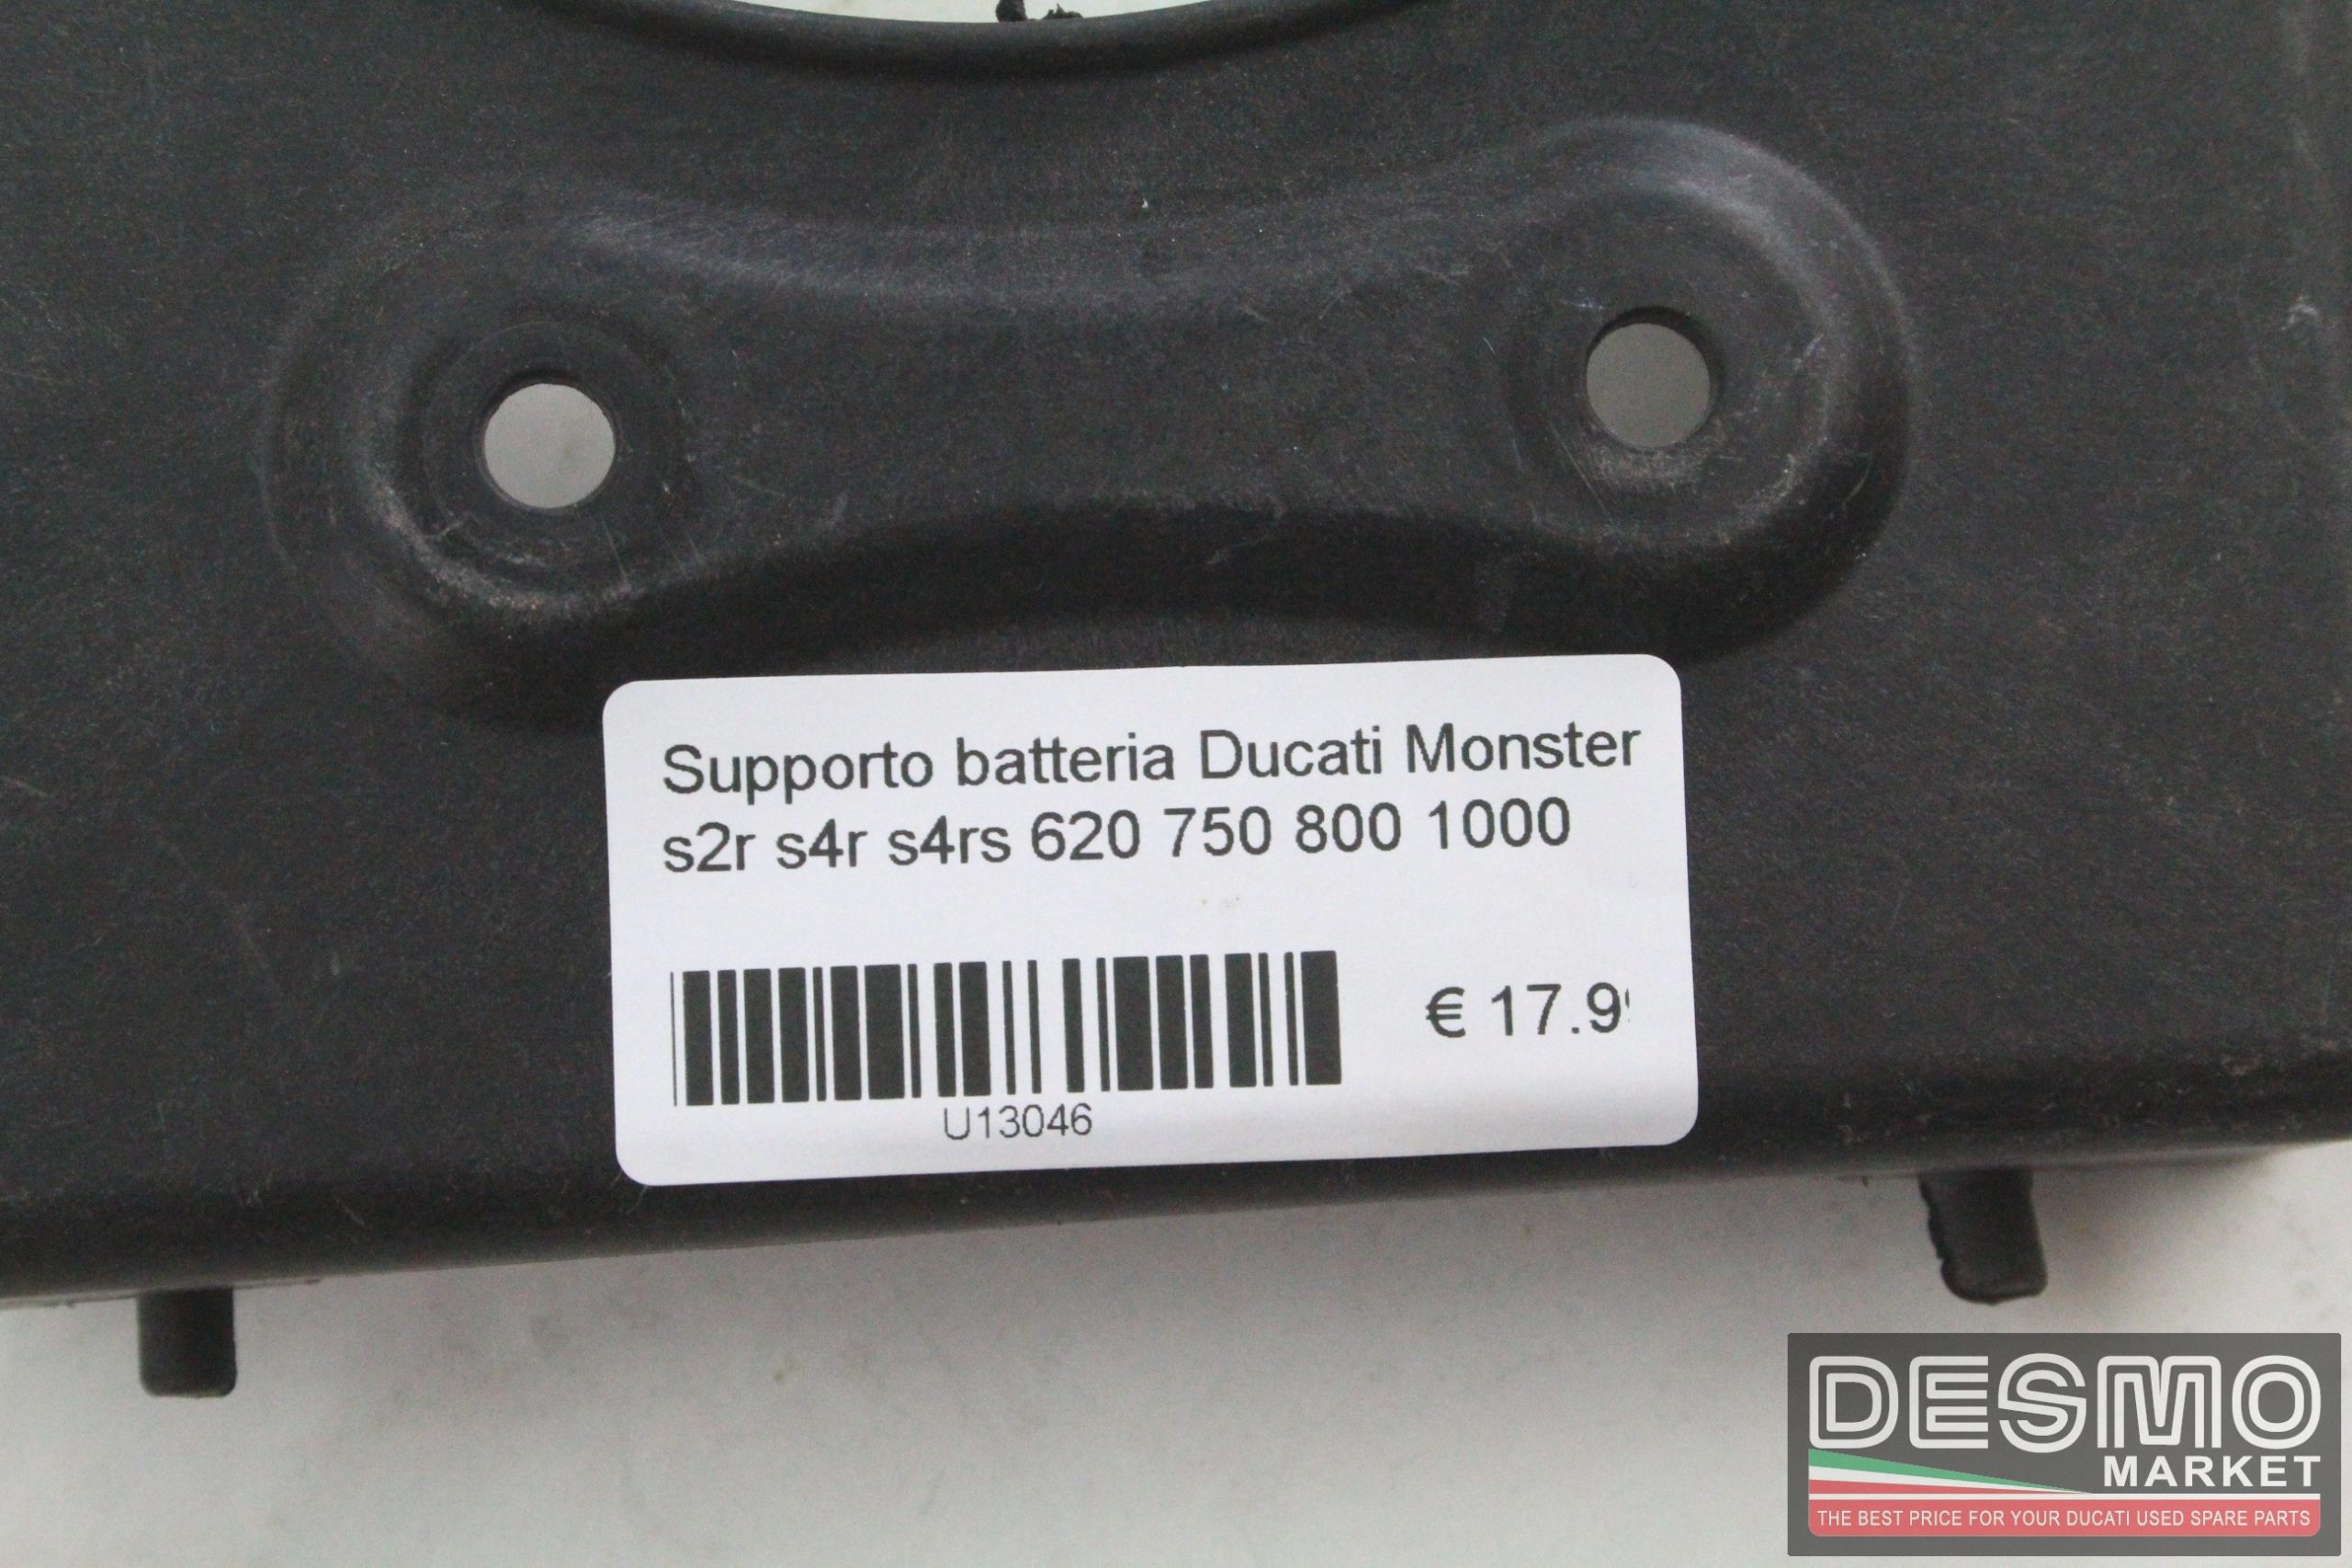 Supporto batteria Ducati Monster
s2r s4r s4rs 620 750 800 1000
€ 17.9
U13046
DESMO
MARKET
THE BEST PRICE FOR YOUR DUCATI USED SPARE PARTS